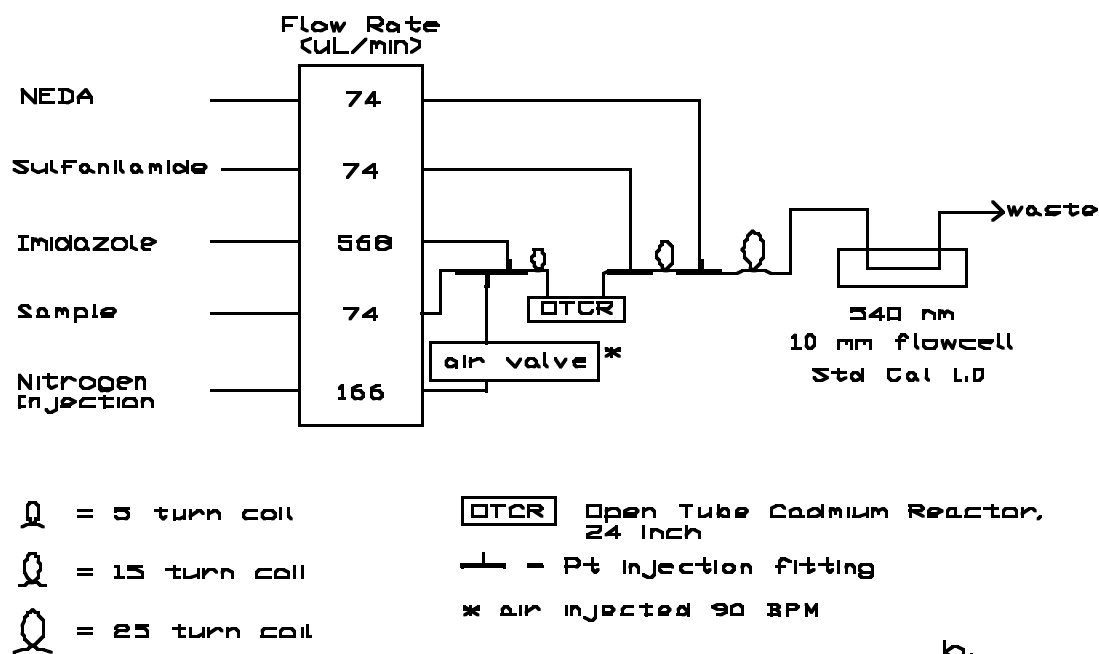 Flow Rate
<uL/min>
NEDA 74
Sulfanilamide 74
Imidazole 568
Sample 74
Nitrogen
Injection 166
OTCR
air valve *
waste
540 nm
10 mm flowcell
Std Cal I.D
= 5 turn coil
= 15 turn coil
= 25 turn coil
OTCR Open Tube Cadmium Reactor,
24 inch
- Pt injection fitting
* air injected 90 BPM